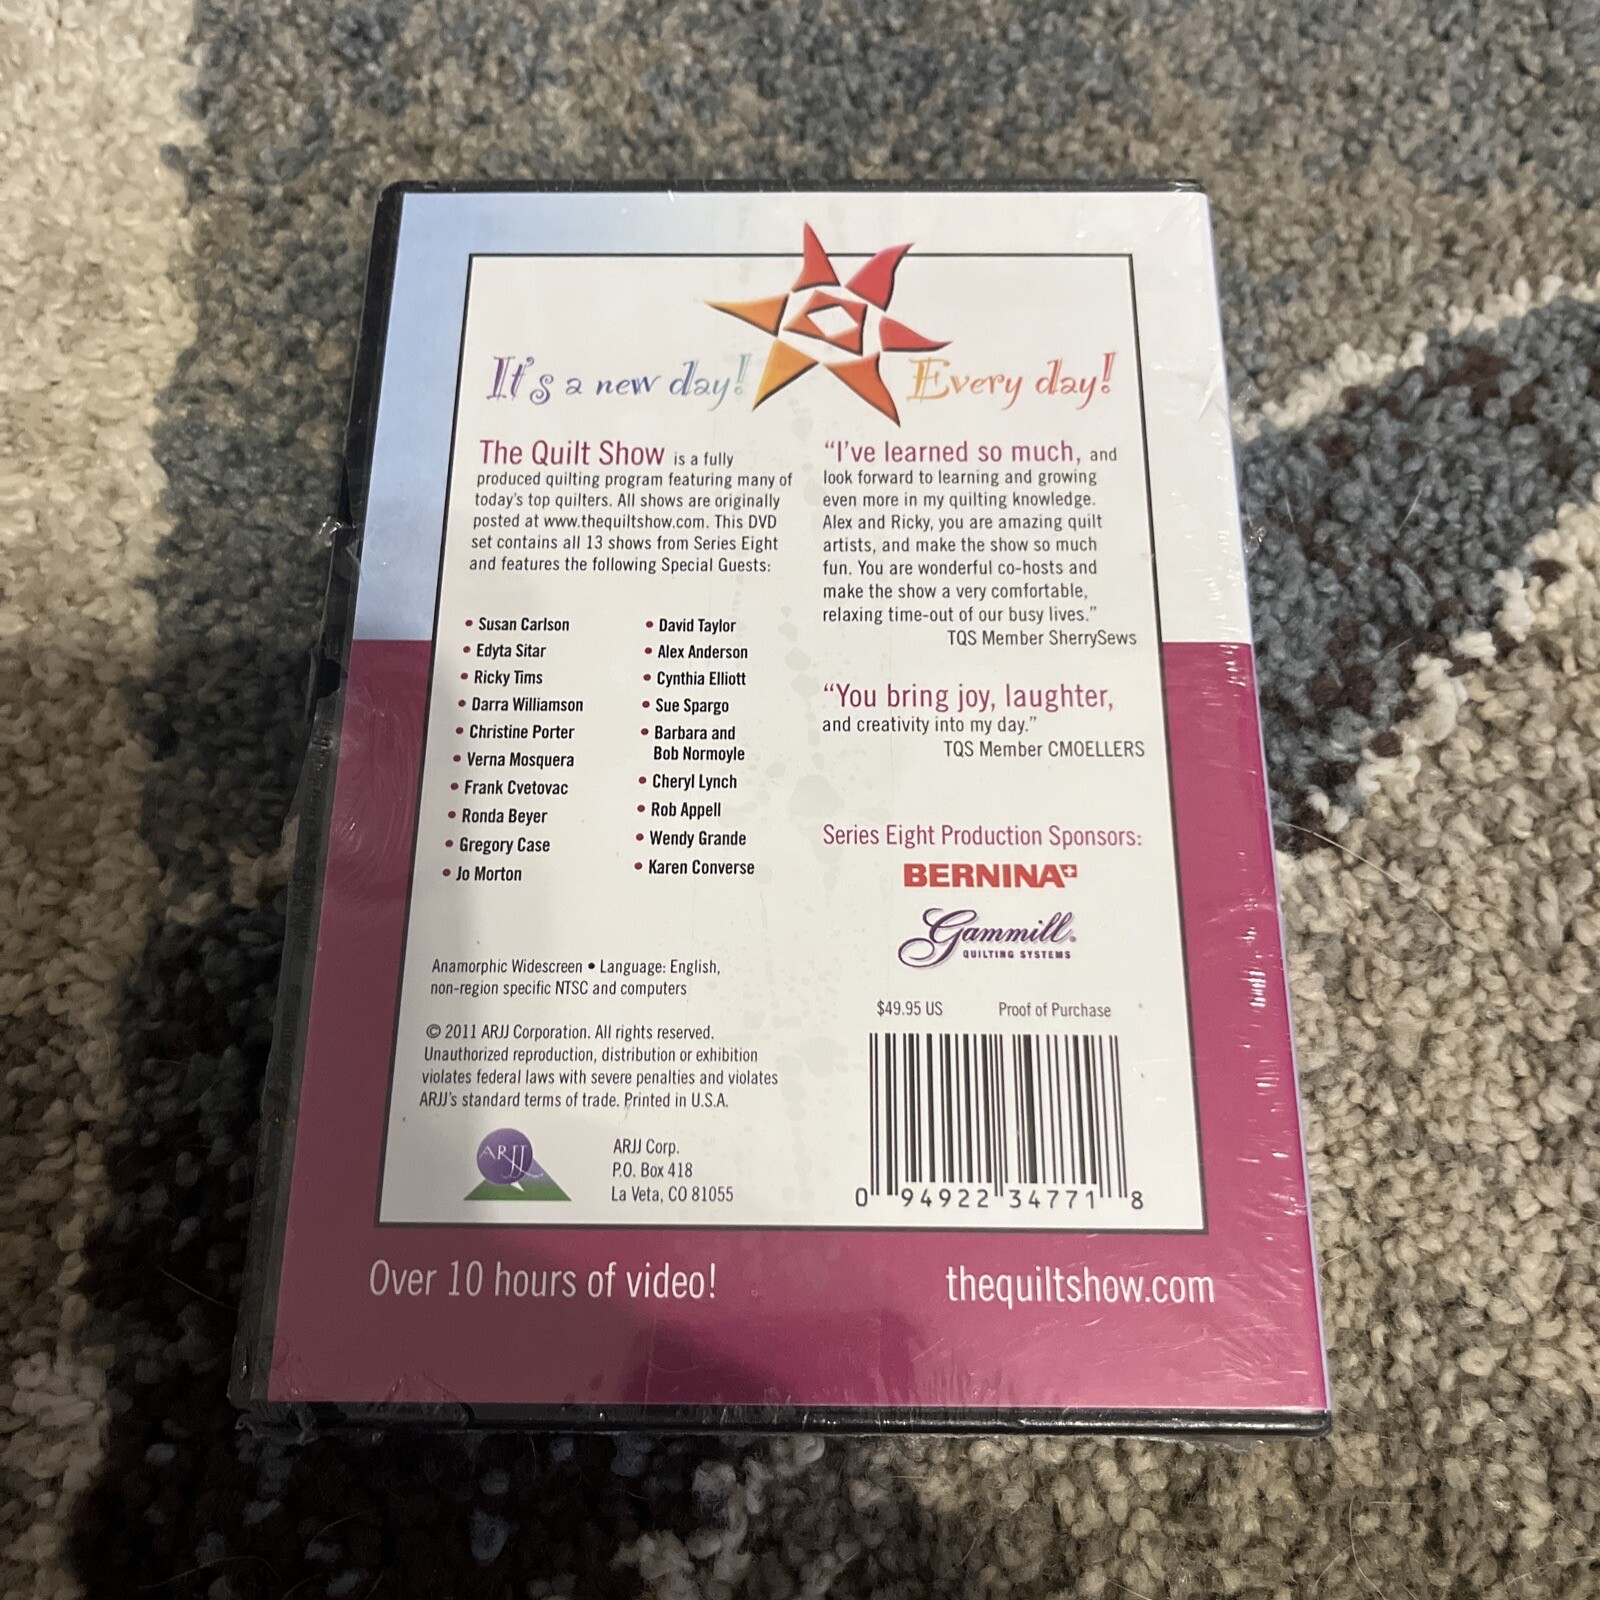 It's a new day! Every day!
The Quilt Show is a fully
produced quilting program featuring many of
today's top quilters. All shows are originally
posted at www.thequiltshow.com. This DVD
set contains all 13 shows from Series Eight
and features the following Special Guests:
• Susan Carlson
• Edyta Sitar
• Ricky Tims
• Darra Williamson
• Christine Porter
• Verna Mosquera
• Frank Cvetovac
• Ronda Beyer
• Gregory Case
• Jo Morton
• David Taylor
• Alex Anderson
• Cynthia Elliott
• Sue Spargo
• Barbara and
Bob Normoyle
• Cheryl Lynch
• Rob Appell
• Wendy Grande
• Karen Converse
Anamorphic Widescreen • Language: English,
non-region specific NTSC and computers
© 2011 ARJJ Corporation. All rights reserved.
Unauthorized reproduction, distribution or exhibition
violates federal laws with severe penalties and violates
ARJJ's standard terms of trade. Printed in U.S.A.
ARJJ
ARJJ Corp.
P.O. Box 418
La Veta, CO 81055
"I've learned so much, and
look forward to learning and growing
even more in my quilting knowledge.
Alex and Ricky, you are amazing quilt
artists, and make the show so much
fun. You are wonderful co-hosts and
make the show a very comfortable,
relaxing time-out of our busy lives."
TQS Member SherrySews
"You bring joy, laughter,
and creativity into my day."
TQS Member CMOELLERS
Series Eight Production Sponsors:
BERNINA
Gammill
QUILTING SYSTEMS
$49.95 US Proof of Purchase
0 94922 34771 8
Over 10 hours of video! thequiltshow.com